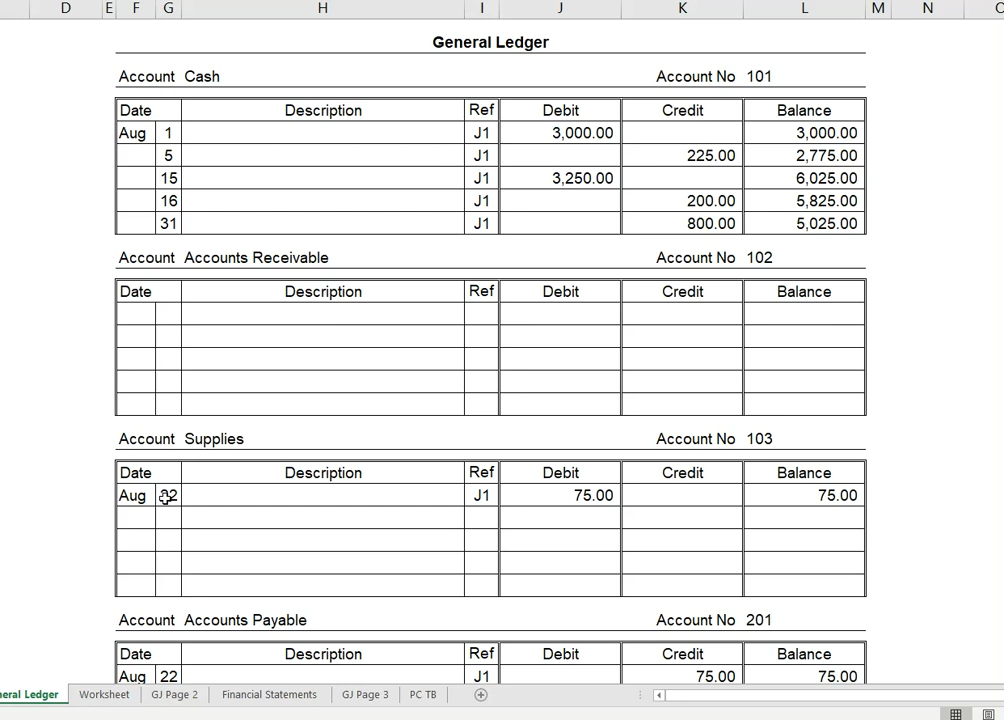 D E F G H I J K L M N
General Ledger
Account Cash Account No 101
Date Description Ref Debit Credit Balance
Aug 1 J1 3,000.00 3,000.00
5 J1 225.00 2,775.00
15 J1 3,250.00 6,025.00
16 J1 200.00 5,825.00
31 J1 800.00 5,025.00
Account Accounts Receivable Account No 102
Date Description Ref Debit Credit Balance
Account Supplies Account No 103
Date Description Ref Debit Credit Balance
Aug 22 J1 75.00 75.00
Account Accounts Payable Account No 201
Date Description Ref Debit Credit Balance
Aug 22 J1 75.00 75.00
neral Ledger Worksheet GJ Page 2 Financial Statements GJ Page 3 PC TB